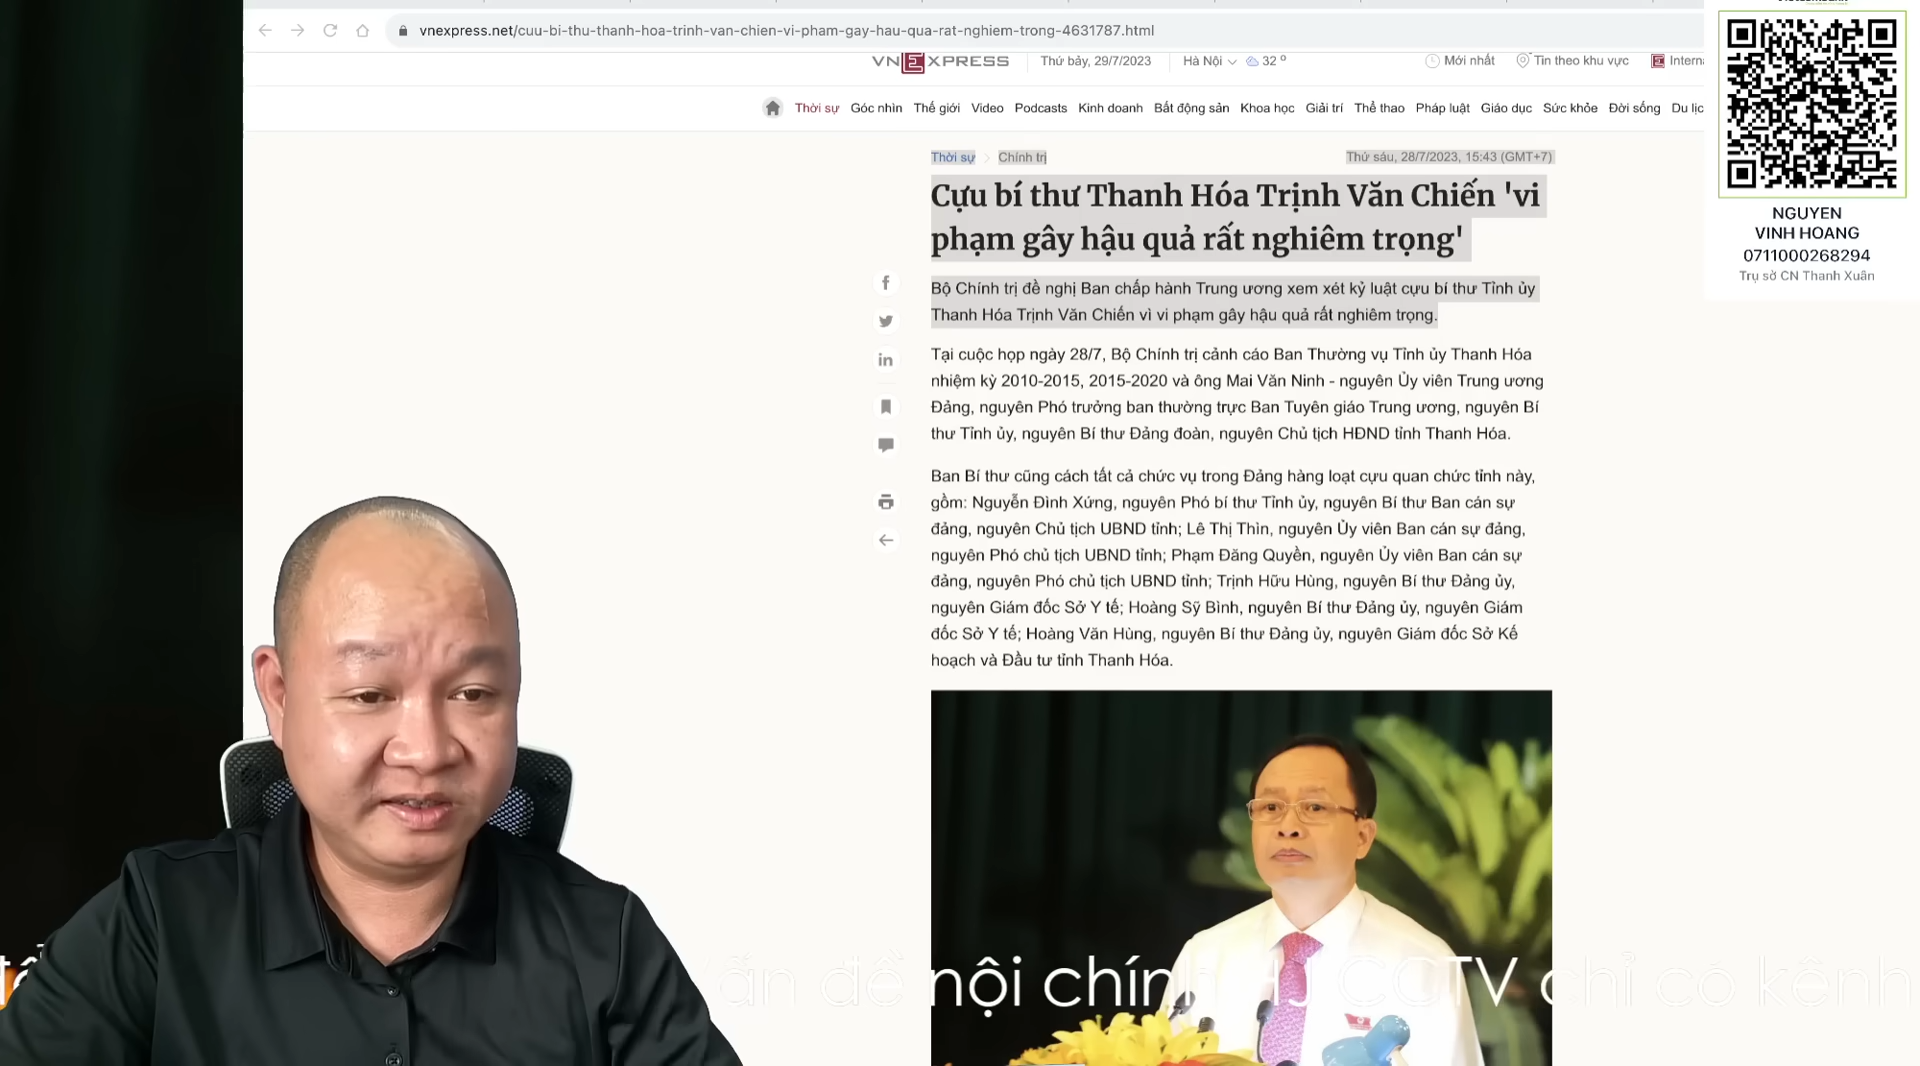 vnexpress.net/cuu-bi-thu-thanh-hoa-trinh-van-chien-vi-pham-gay-hau-qua-rat-nghiem-trong-4631787.html
VNEXPRESS Thứ bảy, 29/7/2023 Hà Nội 32 º Mới nhất Tin theo khu vực Interna
Thời sự Góc nhìn Thế giới Video Podcasts Kinh doanh Bất động sản Khoa học Giải trí Thể thao Pháp luật Giáo dục Sức khỏe Đời sống Du lịc
Thời sự Chính trị Thứ sáu, 28/7/2023, 15:43 (GMT+7)
Cựu bí thư Thanh Hóa Trịnh Văn Chiến 'vi
phạm gây hậu quả rất nghiêm trọng'
Bộ Chính trị đề nghị Ban chấp hành Trung ương xem xét kỷ luật cựu bí thư Tỉnh ủy
Thanh Hóa Trịnh Văn Chiến vì vi phạm gây hậu quả rất nghiêm trọng.
Tại cuộc họp ngày 28/7, Bộ Chính trị cảnh cáo Ban Thường vụ Tỉnh ủy Thanh Hóa
nhiệm kỳ 2010-2015, 2015-2020 và ông Mai Văn Ninh - nguyên Ủy viên Trung ương
Đảng, nguyên Phó trưởng ban thường trực Ban Tuyên giáo Trung ương, nguyên Bí
thư Tỉnh ủy, nguyên Bí thư Đảng đoàn, nguyên Chủ tịch HĐND tỉnh Thanh Hóa.
Ban Bí thư cũng cách tất cả chức vụ trong Đảng hàng loạt cựu quan chức tỉnh này,
gồm: Nguyễn Đình Xứng, nguyên Phó bí thư Tỉnh ủy, nguyên Bí thư Ban cán sự
đảng, nguyên Chủ tịch UBND tỉnh; Lê Thị Thìn, nguyên Ủy viên Ban cán sự đảng,
nguyên Phó chủ tịch UBND tỉnh; Phạm Đăng Quyền, nguyên Ủy viên Ban cán sự
đảng, nguyên Phó chủ tịch UBND tỉnh; Trịnh Hữu Hùng, nguyên Bí thư Đảng ủy,
nguyên Giám đốc Sở Y tế; Hoàng Sỹ Bình, nguyên Bí thư Đảng ủy, nguyên Giám
đốc Sở Y tế; Hoàng Văn Hùng, nguyên Bí thư Đảng ủy, nguyên Giám đốc Sở Kế
hoạch và Đầu tư tỉnh Thanh Hóa.
NGUYEN
VINH HOANG
0711000268294
Trụ sở CN Thanh Xuân
đề nội chính CCTV chỉ có kênh